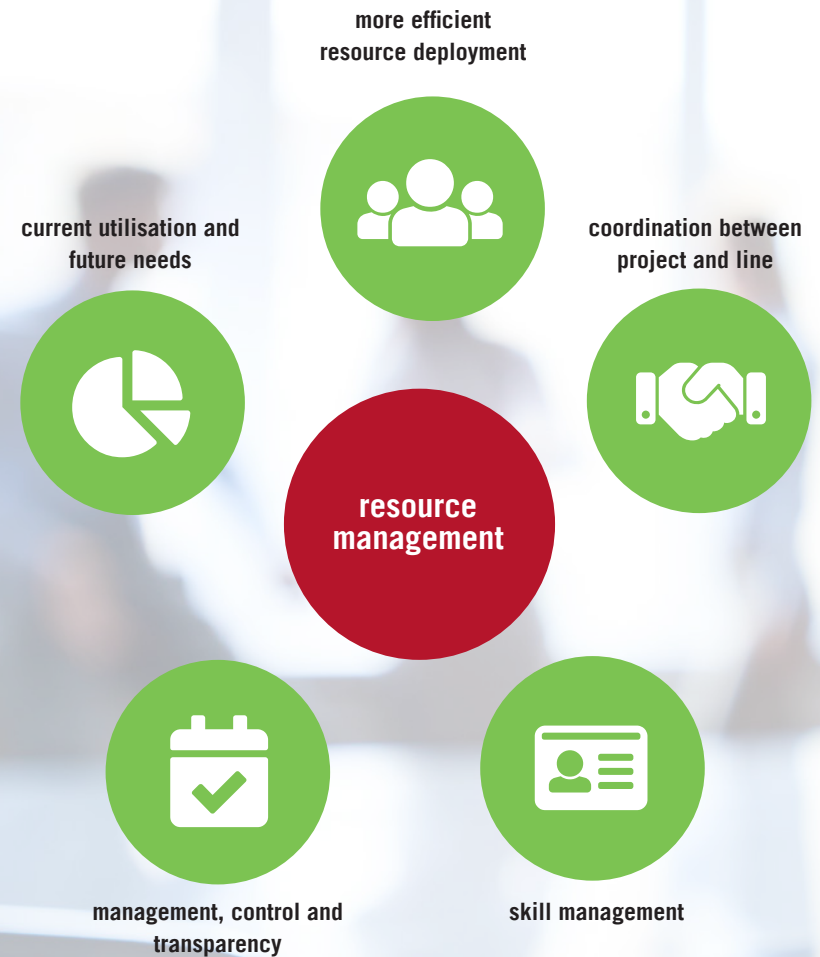 more efficient
resource deployment
current utilisation and
future needs
coordination between
project and line
resource
management
management, control and
transparency
skill management